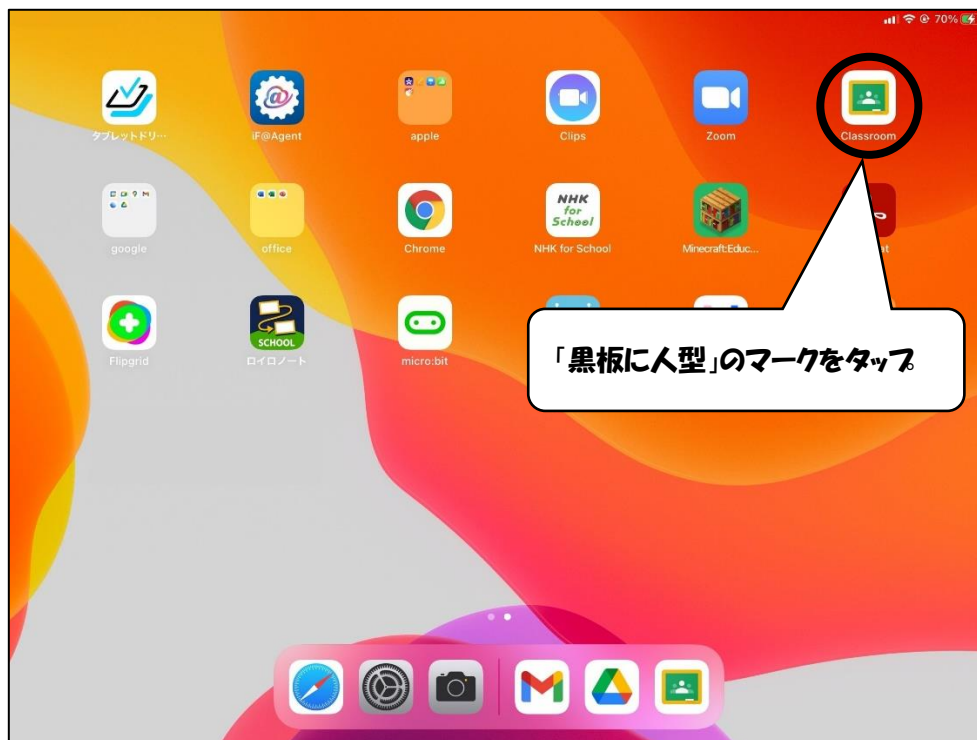 70%
タブレットドリ…
iF@Agent
apple
Clips
Zoom
Classroom
google
office
Chrome
NHK
for
School
NHK for School
Minecraft:Educ...
at
Flipgrid
SCHOOL
ロイロノート
micro:bit
「黒板に人型」のマークをタップ